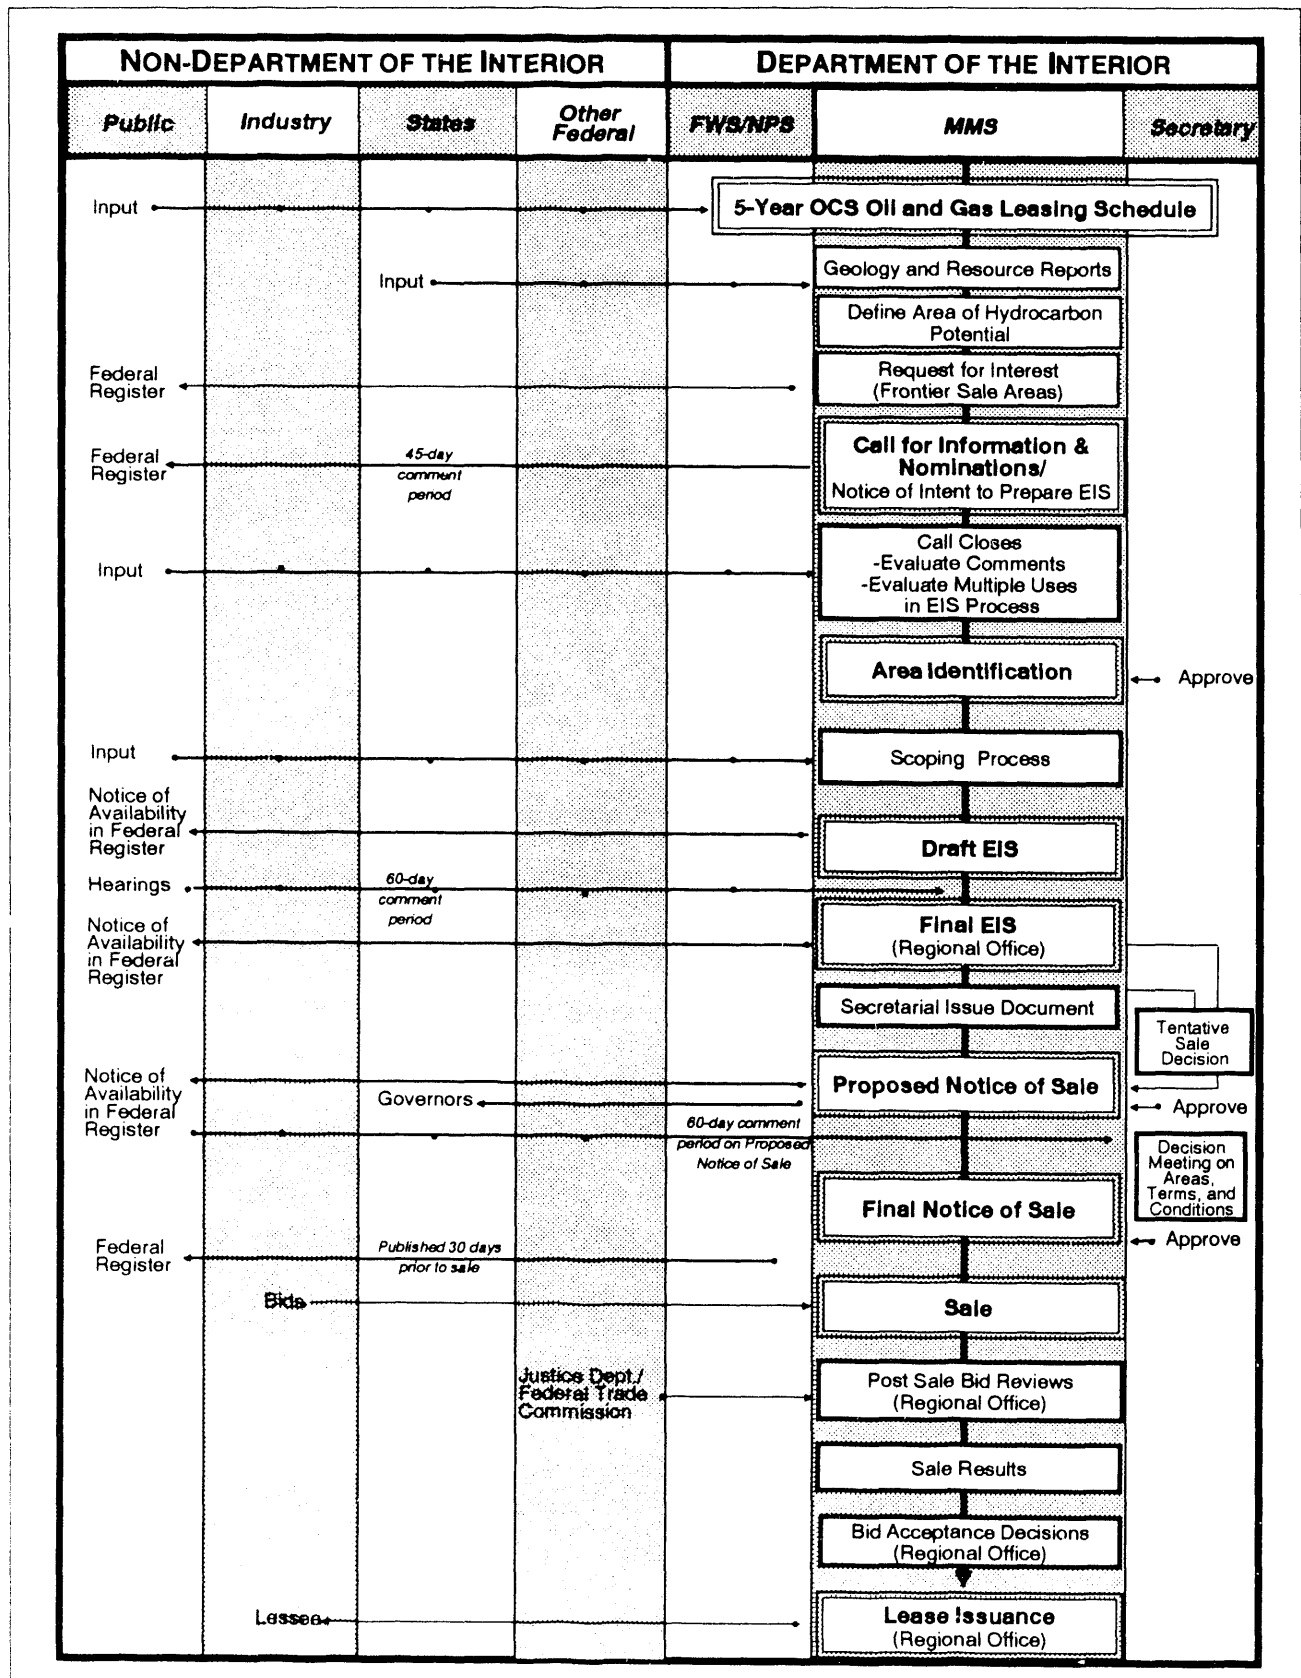 NON-DEPARTMENT OF THE INTERIOR
DEPARTMENT OF THE INTERIOR
Public
Industry
States
Other
Federal
FWS/NPS
MMS
Secretary
Input
5-Year OCS Oil and Gas Leasing Schedule
Input
Geology and Resource Reports
Define Area of Hydrocarbon
Potential
Federal
Register
Request for Interest
(Frontier Sale Areas)
Federal
Register
45-day
comment
period
Call for Information &
Nominations/
Notice of Intent to Prepare EIS
Input
Call Closes
-Evaluate Comments
-Evaluate Multiple Uses
in EIS Process
Area Identification
Approve
Input
Scoping Process
Notice of
Availability
in Federal
Register
Draft EIS
Hearings
60-day
comment
period
Notice of
Availability
in Federal
Register
Final EIS
(Regional Office)
Secretarial Issue Document
Tentative
Sale
Decision
Notice of
Availability
in Federal
Register
Governors
Proposed Notice of Sale
Approve
60-day comment
period on Proposed
Notice of Sale
Decision
Meeting on
Areas,
Terms, and
Conditions
Final Notice of Sale
Approve
Federal
Register
Published 30 days
prior to sale
Bids
Sale
Justice Dept./
Federal Trade
Commission
Post Sale Bid Reviews
(Regional Office)
Sale Results
Bid Acceptance Decisions
(Regional Office)
Lessee
Lease Issuance
(Regional Office)